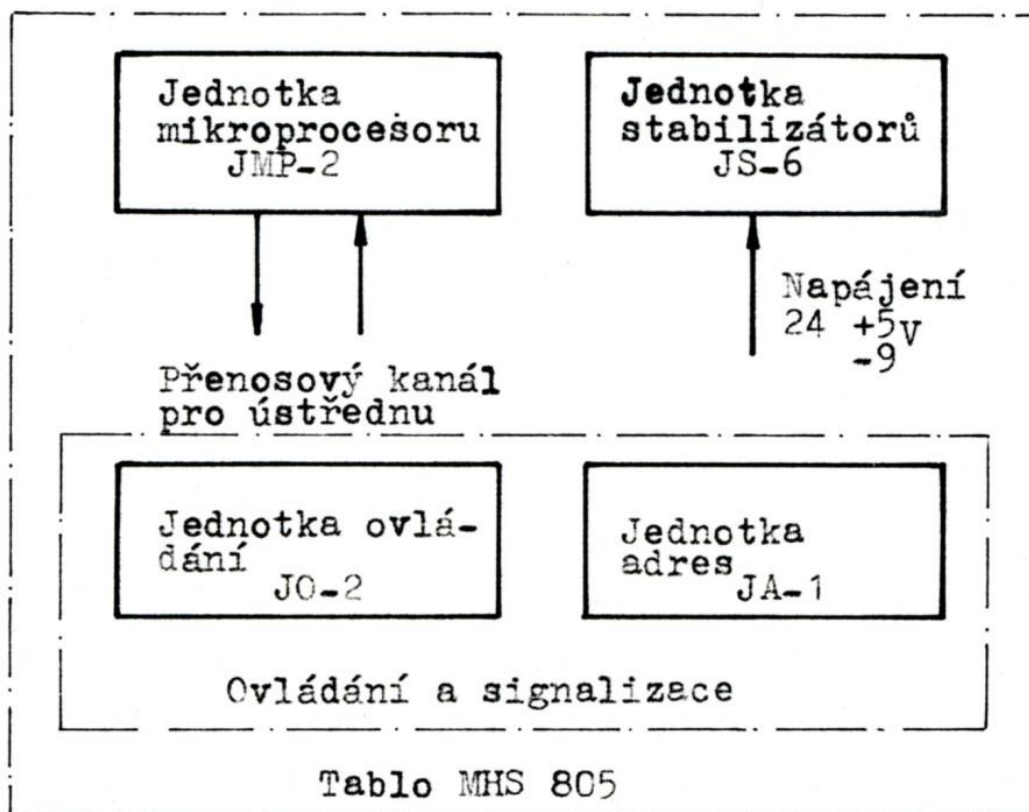 Jednotka
mikroprocesoru
JMP-2
Jednotka
stabilizátorů
JS-6
Napájení
24 +5V
-9
Přenosový kanál
pro ústřednu
Jednotka ovlá-
dání
JO-2
Jednotka
adres
JA-1
Ovládání a signalizace
Tablo MHS 805